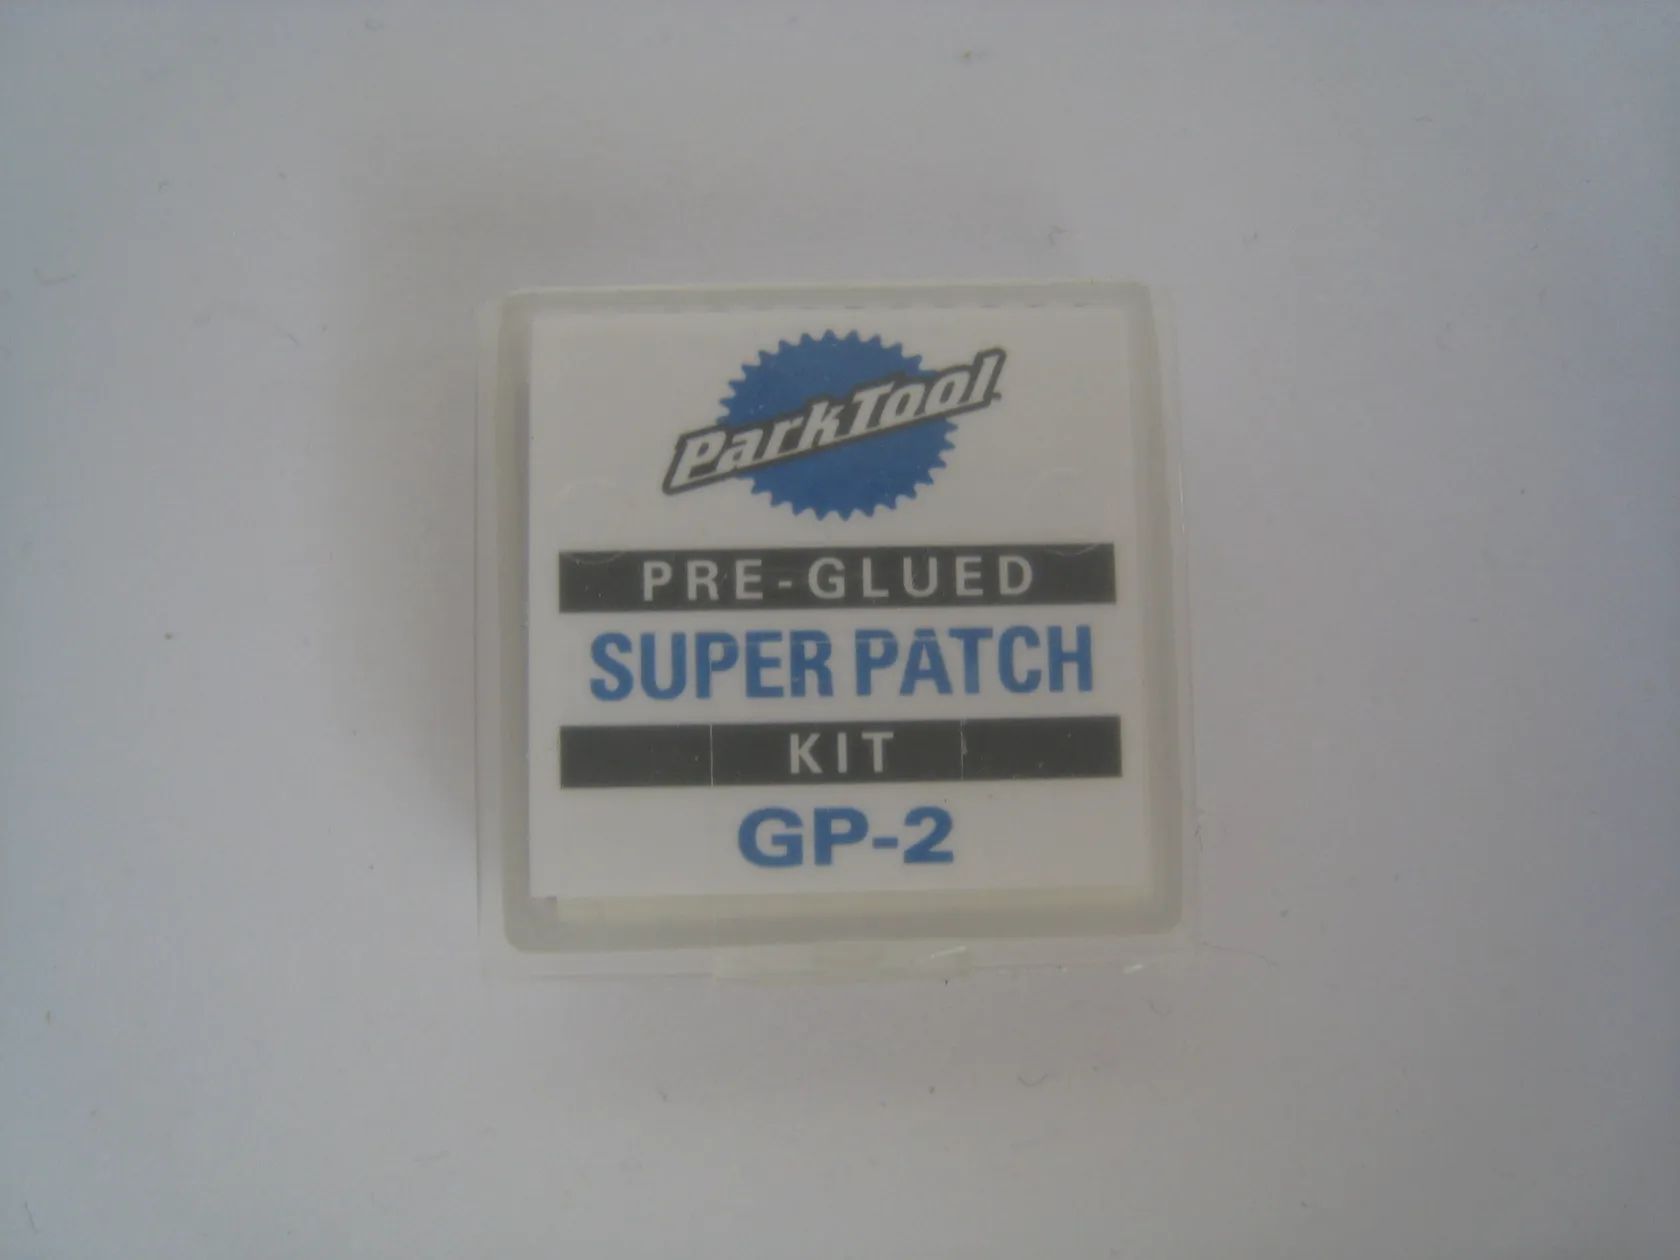 ParkTool
PRE-GLUED
SUPER PATCH
KIT
GP-2